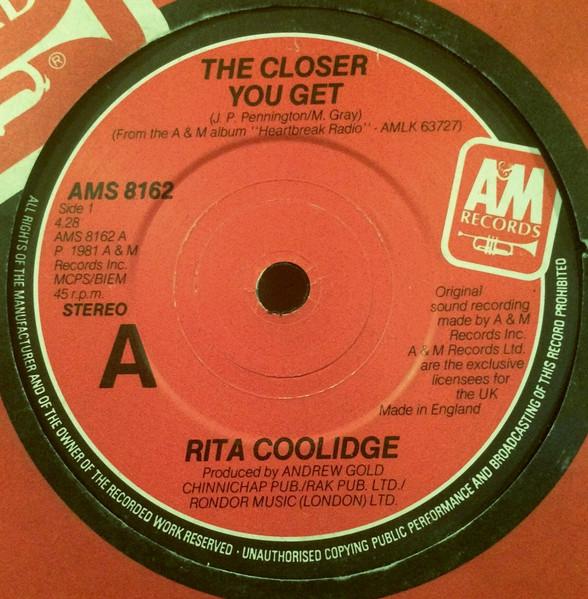 THE CLOSER
YOU GET
(J. P. Pennington/M. Gray)
(From the A & M album ''Heartbreak Radio'' - AMLK 63727)
AMS 8162
Side 1
4.28
AMS 8162 A
P 1981 A & M
Records Inc.
MCPS/BIEM
45 r.p.m.
STEREO
A
A&M
RECORDS
Original
sound recording
made by A & M
Records Inc.
A & M Records Ltd.
are the exclusive
licensees for
the UK
Made in England
RITA COOLIDGE
Produced by ANDREW GOLD
CHINNICHAP PUB./RAK PUB. LTD./
RONDOR MUSIC (LONDON) LTD.
ALL RIGHTS OF THE MANUFACTURER AND OF THE OWNER OF THE RECORDED WORK RESERVED · UNAUTHORISED COPYING PUBLIC PERFORMANCE AND BROADCASTING OF THIS RECORD PROHIBITED
®